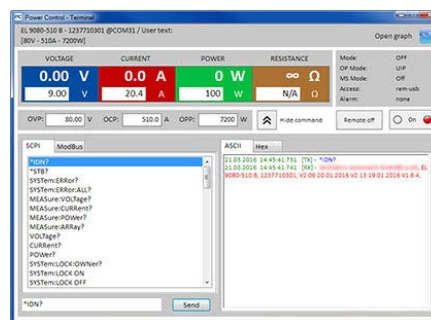 Power Control - Terminal
EL 9080-510 B - 1237710301 @COM31 / User text:
[80V - 510A - 7200W]
Open graph
VOLTAGE CURRENT POWER RESISTANCE
0.00 V 0.0 A 0 W ∞ Ω
9.00 V 20.4 A 100 W N/A Ω
Mode: OFF
OP Mode: UIP
MS Mode: Off
Access: rem-usb
Alarm: none
OVP: 80.00 V OCP: 510.0 A OPP: 7200 W Hide command Remote off On
SCPI ModBus
*IDN?
*STB?
SYSTem:ERRor?
SYSTem:ERRor:ALL?
MEASure:VOLTage?
MEASure:CURRent?
MEASure:POWer?
MEASure:ARRay?
VOLTage?
CURRent?
POWer?
SYSTem:LOCK:OWNer?
SYSTem:LOCK ON
SYSTem:LOCK OFF
*IDN? Send
ASCII Hex
21.03.2016 14:45:41.731 [TX] - *IDN?
21.03.2016 14:45:41.741 [RX] - EL
9080-510 B, 1237710301, V2.06 20.01.2016 V2.13 19.01.2016 V1.6.4,